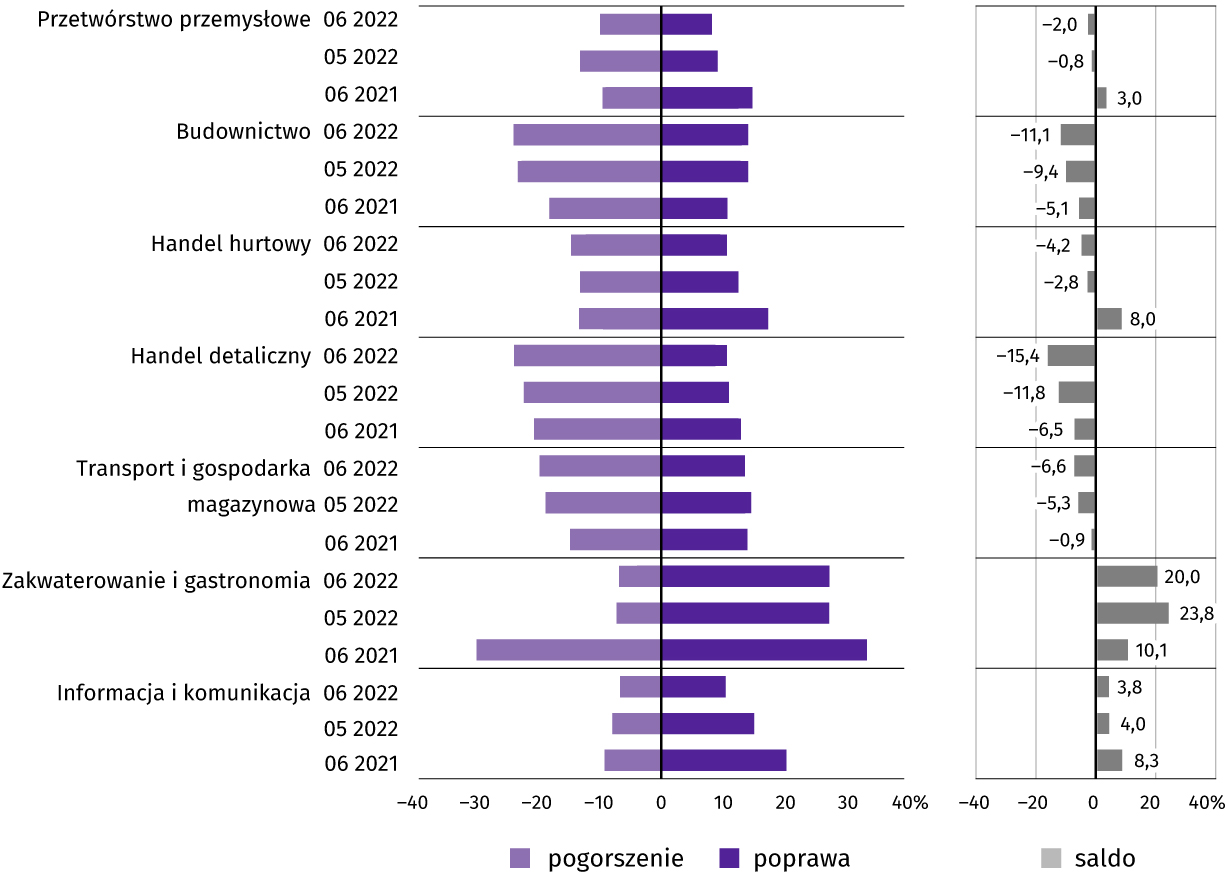 Przetwórstwo przemysłowe 06 2022 −2,0
05 2022 −0,8
06 2021 3,0
Budownictwo 06 2022 −11,1
05 2022 −9,4
06 2021 −5,1
Handel hurtowy 06 2022 −4,2
05 2022 −2,8
06 2021 8,0
Handel detaliczny 06 2022 −15,4
05 2022 −11,8
06 2021 −6,5
Transport i gospodarka 06 2022 −6,6
magazynowa 05 2022 −5,3
06 2021 −0,9
Zakwaterowanie i gastronomia 06 2022 20,0
05 2022 23,8
06 2021 10,1
Informacja i komunikacja 06 2022 3,8
05 2022 4,0
06 2021 8,3
−40 −30 −20 −10 0 10 20 30 40% −40 −20 0 20 40%
pogorszenie poprawa saldo